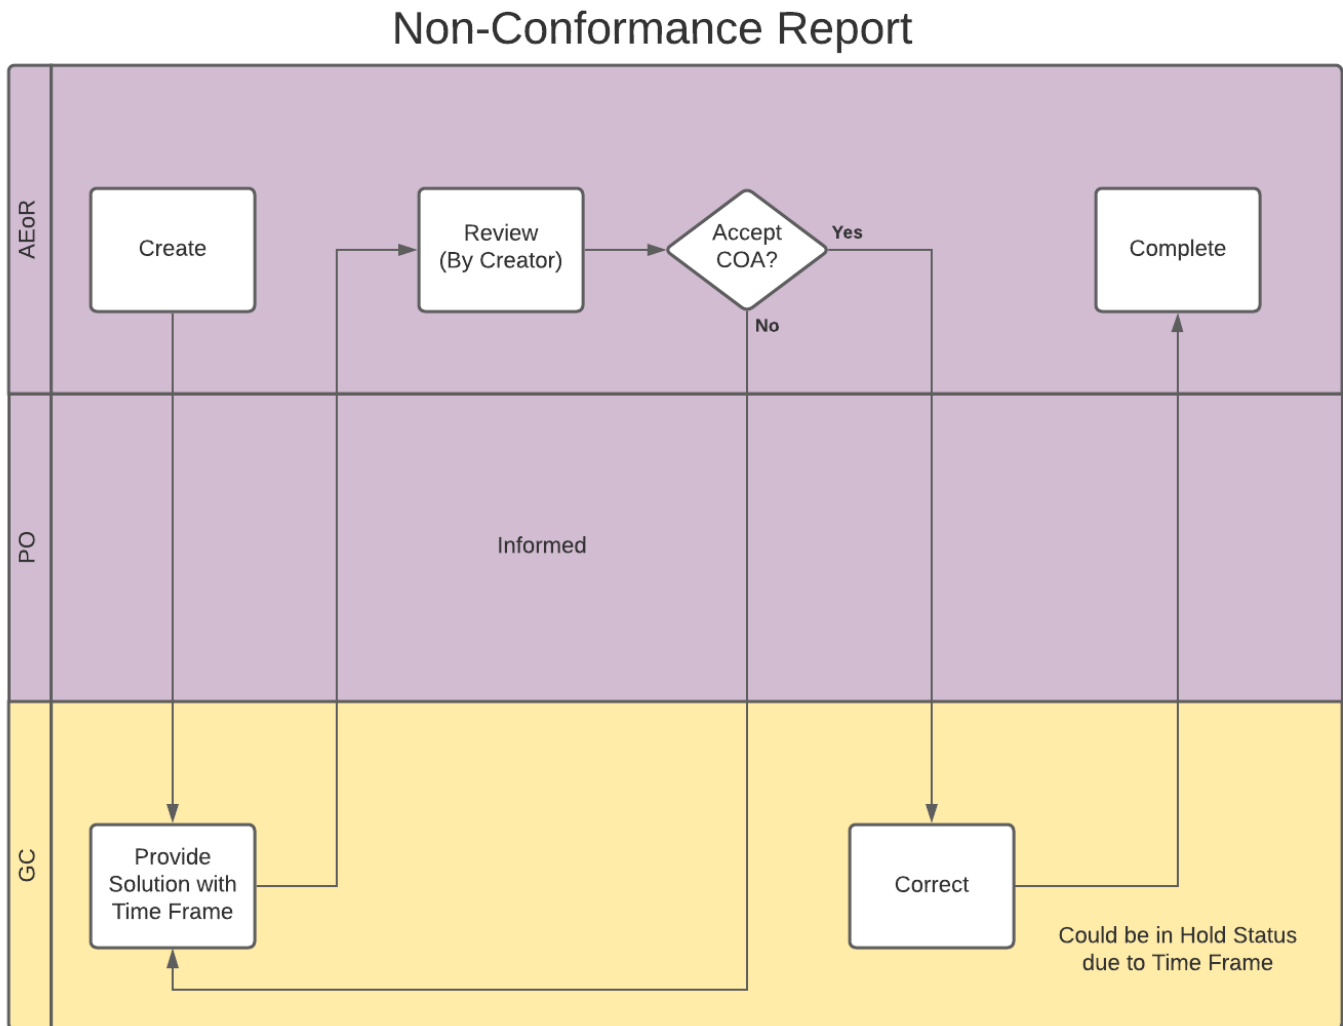 Non-Conformance Report
AEoR
Create
Review
(By Creator)
Accept
COA?
Yes
No
Complete
PO
Informed
GC
Provide
Solution with
Time Frame
Correct
Could be in Hold Status
due to Time Frame